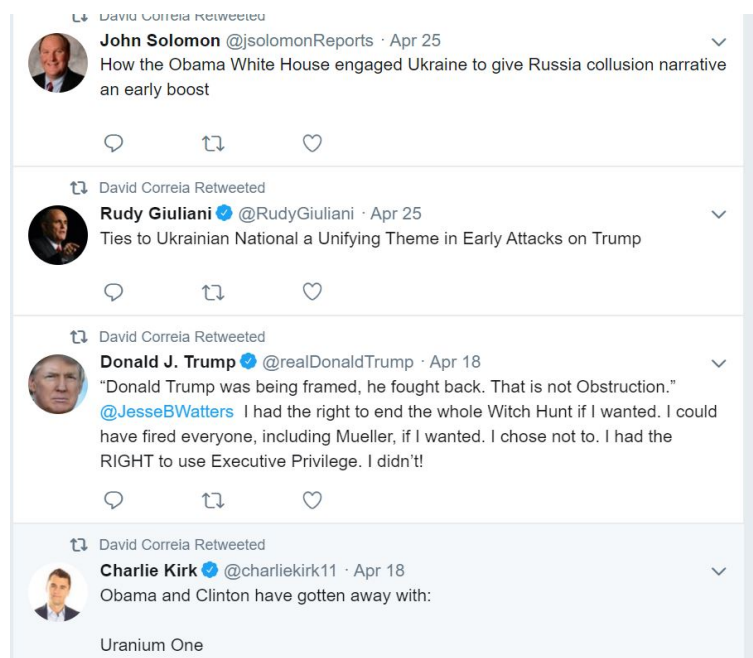 David Correia Retweeted
John Solomon @jsolomonReports · Apr 25
How the Obama White House engaged Ukraine to give Russia collusion narrative
an early boost
David Correia Retweeted
Rudy Giuliani @RudyGiuliani · Apr 25
Ties to Ukrainian National a Unifying Theme in Early Attacks on Trump
David Correia Retweeted
Donald J. Trump @realDonaldTrump · Apr 18
“Donald Trump was being framed, he fought back. That is not Obstruction.”
@JesseBWatters I had the right to end the whole Witch Hunt if I wanted. I could
have fired everyone, including Mueller, if I wanted. I chose not to. I had the
RIGHT to use Executive Privilege. I didn’t!
David Correia Retweeted
Charlie Kirk @charliekirk11 · Apr 18
Obama and Clinton have gotten away with:
Uranium One